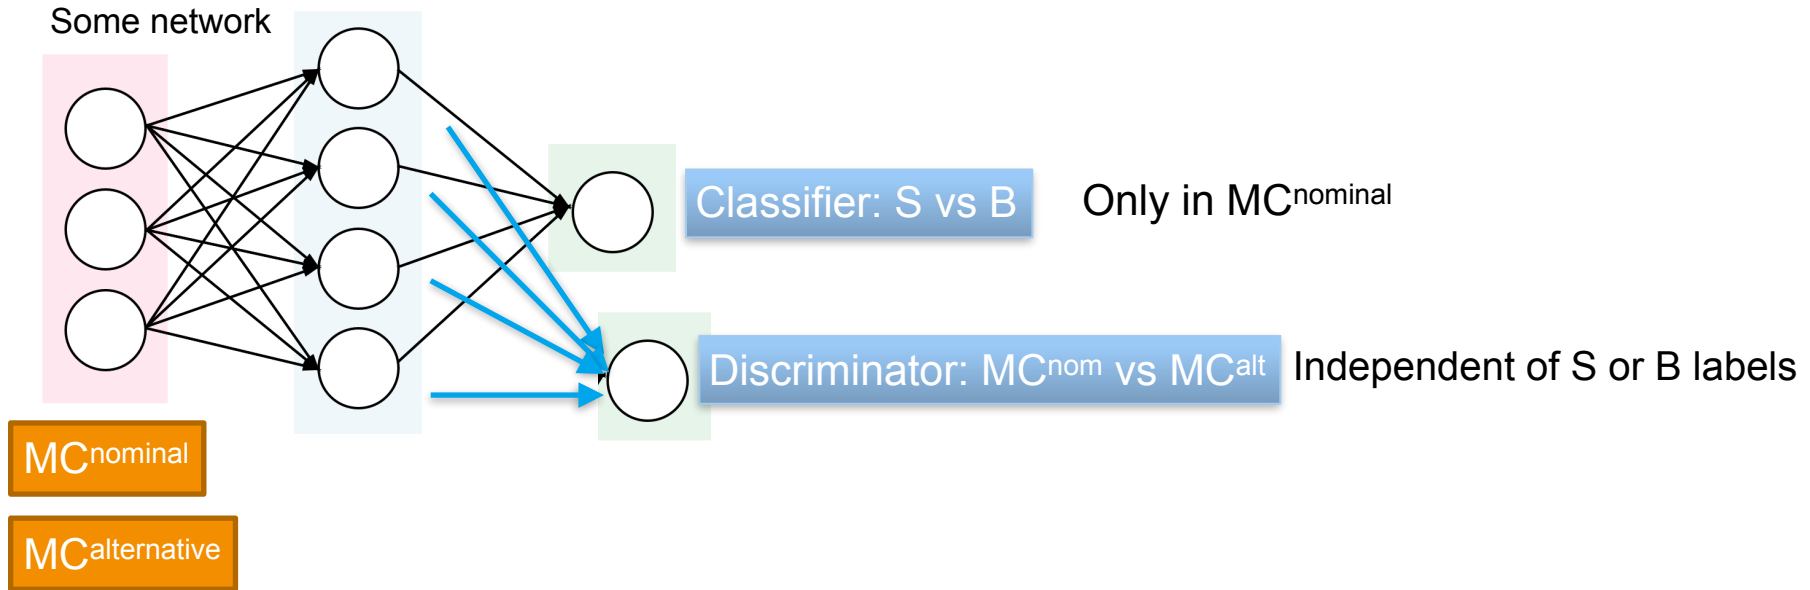 Some network
Classifier: S vs B
Only in MCnominal
Discriminator: MCnom vs MCalt
Independent of S or B labels
MCnominal
MCalternative